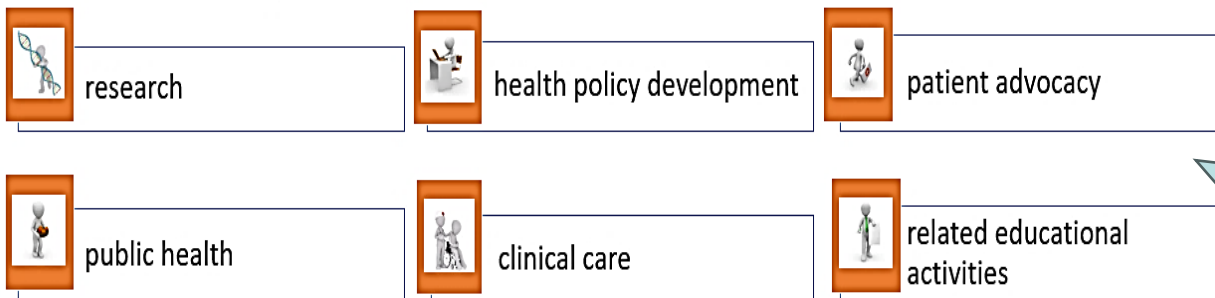 research
health policy development
patient advocacy
public health
clinical care
related educational
activities